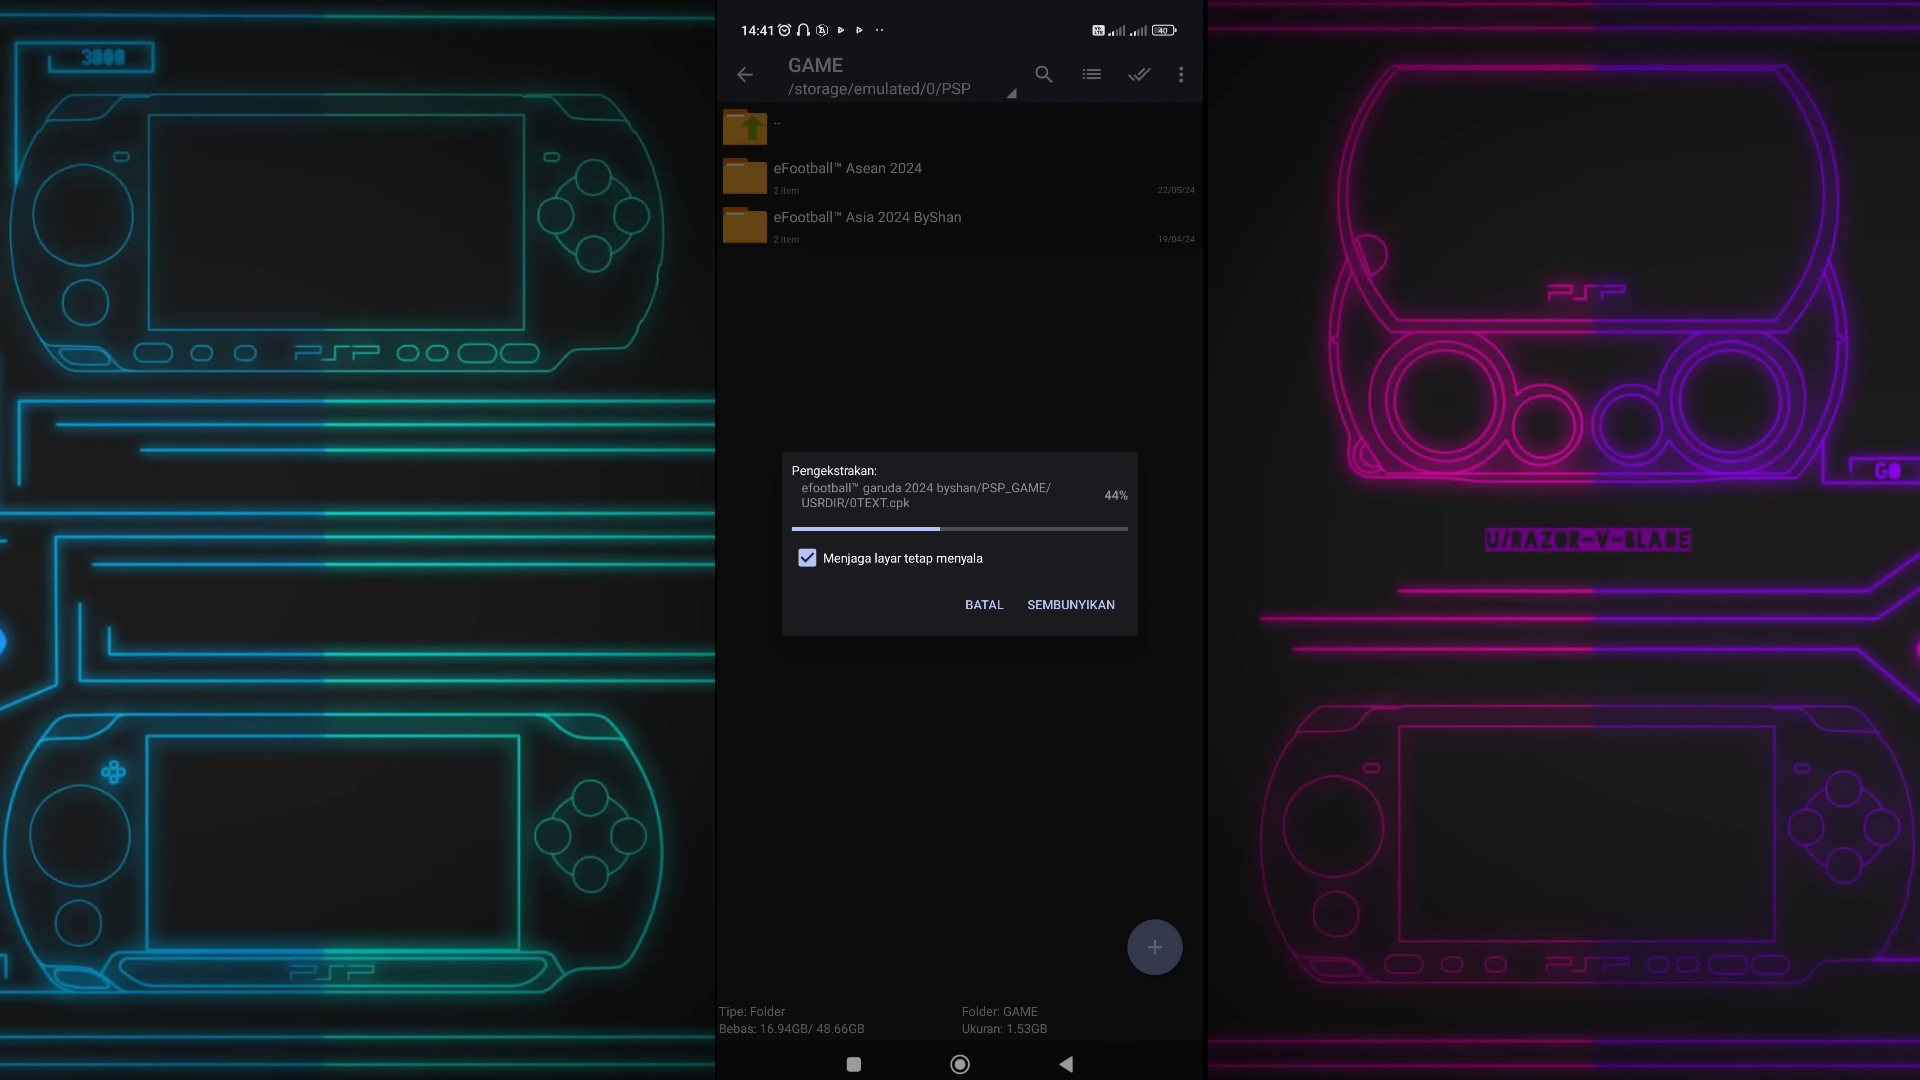 3000
14:41
40
GAME
/storage/emulated/0/PSP
..
eFootball™ Asean 2024
2 item
22/05/24
eFootball™ Asia 2024 ByShan
2 item
19/04/24
Pengekstrakan:
efootball™ garuda 2024 byshan/PSP_GAME/
USRDIR/0TEXT.cpk
44%
Menjaga layar tetap menyala
BATAL
SEMBUNYIKAN
Tipe: Folder
Folder: GAME
Bebas: 16.94GB/ 48.66GB
Ukuran: 1.53GB
PSP
PSP
PSP
GO
U/RAZOR-V-BLADE
PSP